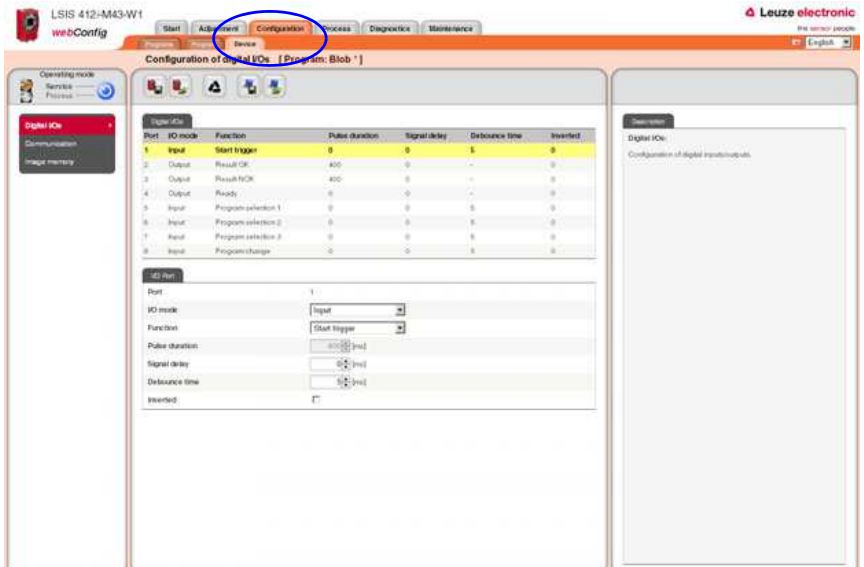 LSIS 412i-M43-W1
webConfig
Start Adjustment Configuration Process Diagnostics Maintenance
Leuze electronic
the sensor people
Programs Program Device
English
Configuration of digital I/Os [ Program: Blob * ]
Operating mode
Service
Process
Digital I/Os
Communication
Image memory
Digital I/Os
Port I/O mode Function Pulse duration Signal delay Debounce time Inverted
1 Input Start trigger 0 0 5 0
2 Output Result OK 400 0 - 0
3 Output Result NOK 400 0 - 0
4 Output Ready 0 0 - 0
5 Input Program selection 1 0 0 5 0
6 Input Program selection 2 0 0 5 0
7 Input Program selection 3 0 0 5 0
8 Input Program change 0 0 5 0
I/O Port
Port 1
I/O mode Input
Function Start trigger
Pulse duration 400 [ms]
Signal delay 0 [ms]
Debounce time 5 [ms]
Inverted
Description
Digital I/Os:
Configuration of digital inputs/outputs.